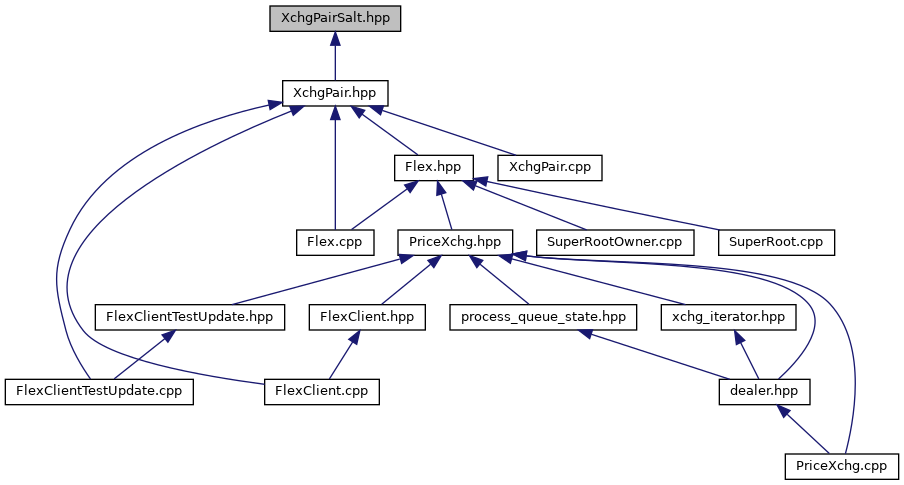 XchgPairSalt.hpp
XchgPair.hpp
Flex.hpp
XchgPair.cpp
Flex.cpp
PriceXchg.hpp
SuperRootOwner.cpp
SuperRoot.cpp
FlexClientTestUpdate.hpp
FlexClient.hpp
process_queue_state.hpp
xchg_iterator.hpp
FlexClientTestUpdate.cpp
FlexClient.cpp
dealer.hpp
PriceXchg.cpp